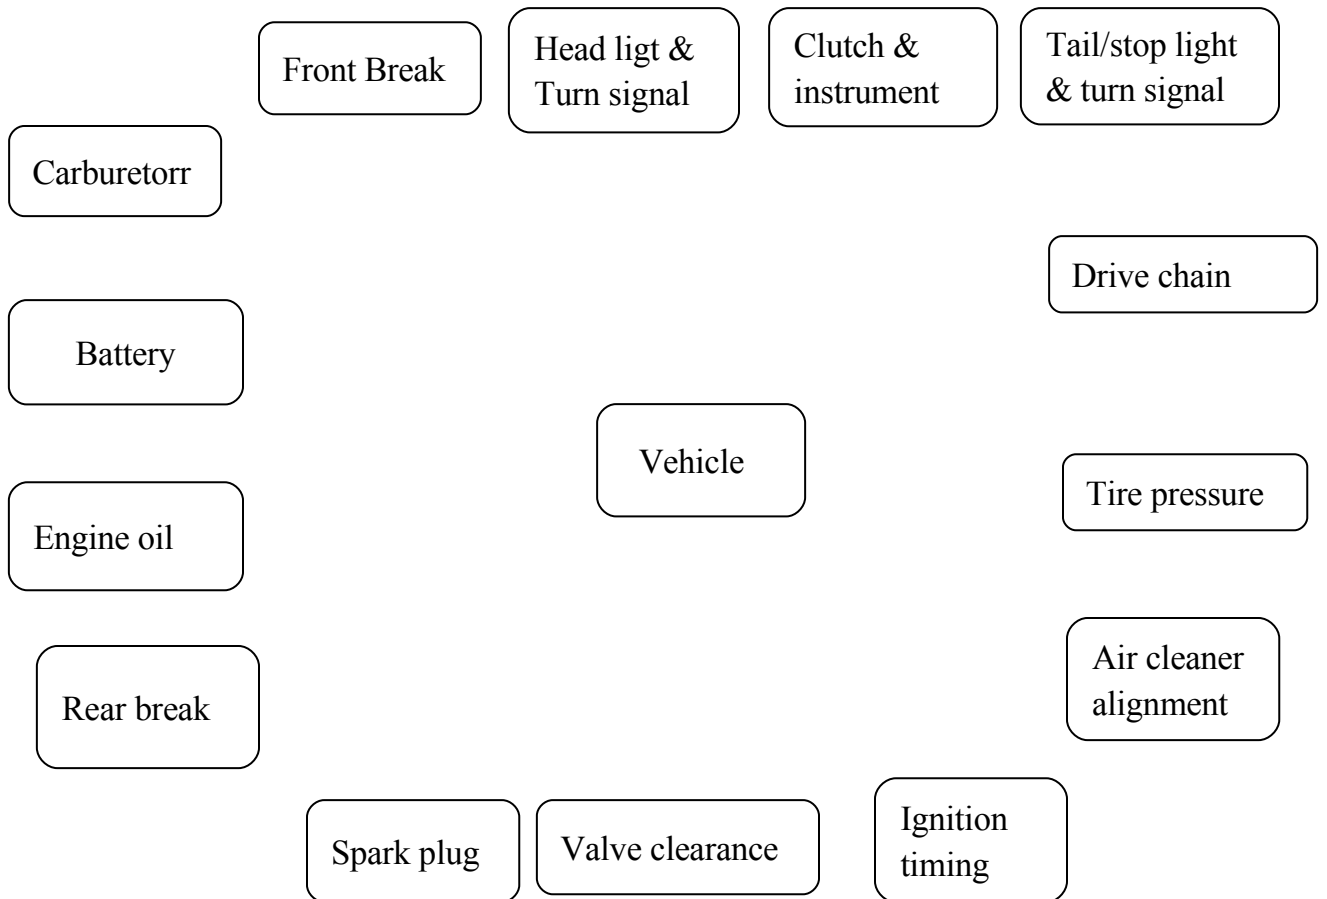 Front Break
Head ligt &
Turn signal
Clutch &
instrument
Tail/stop light
& turn signal
Carburetorr
Drive chain
Battery
Vehicle
Tire pressure
Engine oil
Air cleaner
alignment
Rear break
Spark plug
Valve clearance
Ignition
timing